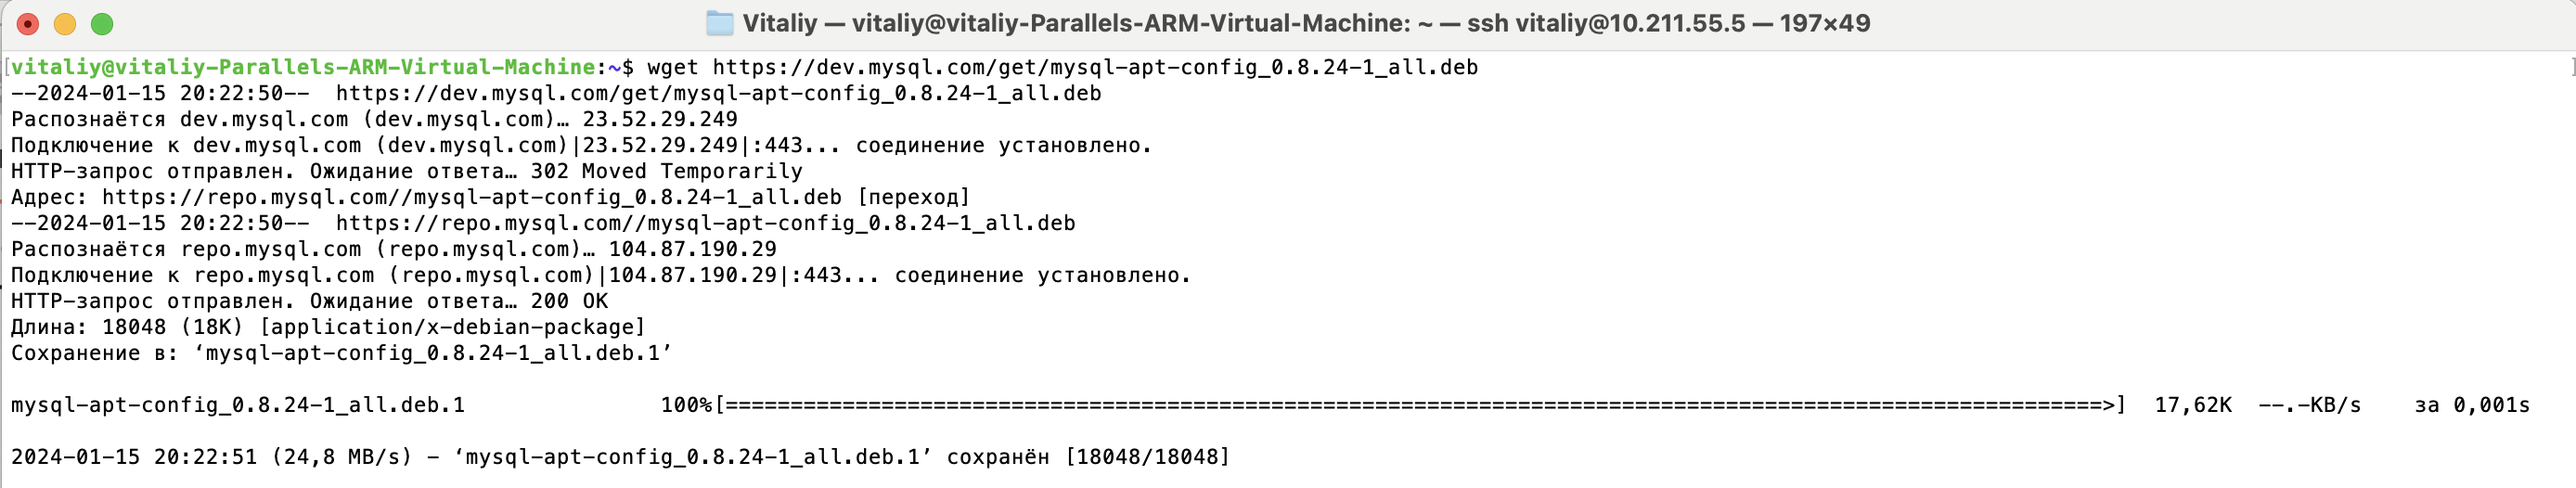 Vitaliy — vitaliy@vitaliy-Parallels-ARM-Virtual-Machine: ~ — ssh vitaliy@10.211.55.5 — 197×49
[vitaliy@vitaliy-Parallels-ARM-Virtual-Machine:~$ wget https://dev.mysql.com/get/mysql-apt-config_0.8.24-1_all.deb ]
--2024-01-15 20:22:50--  https://dev.mysql.com/get/mysql-apt-config_0.8.24-1_all.deb
Распознаётся dev.mysql.com (dev.mysql.com)… 23.52.29.249
Подключение к dev.mysql.com (dev.mysql.com)|23.52.29.249|:443... соединение установлено.
HTTP-запрос отправлен. Ожидание ответа… 302 Moved Temporarily
Адрес: https://repo.mysql.com//mysql-apt-config_0.8.24-1_all.deb [переход]
--2024-01-15 20:22:50--  https://repo.mysql.com//mysql-apt-config_0.8.24-1_all.deb
Распознаётся repo.mysql.com (repo.mysql.com)… 104.87.190.29
Подключение к repo.mysql.com (repo.mysql.com)|104.87.190.29|:443... соединение установлено.
HTTP-запрос отправлен. Ожидание ответа… 200 OK
Длина: 18048 (18K) [application/x-debian-package]
Сохранение в: ‘mysql-apt-config_0.8.24-1_all.deb.1’
mysql-apt-config_0.8.24-1_all.deb.1 100%[==========================================================================================================>] 17,62K --.-KB/s за 0,001s
2024-01-15 20:22:51 (24,8 MB/s) - ‘mysql-apt-config_0.8.24-1_all.deb.1’ сохранён [18048/18048]